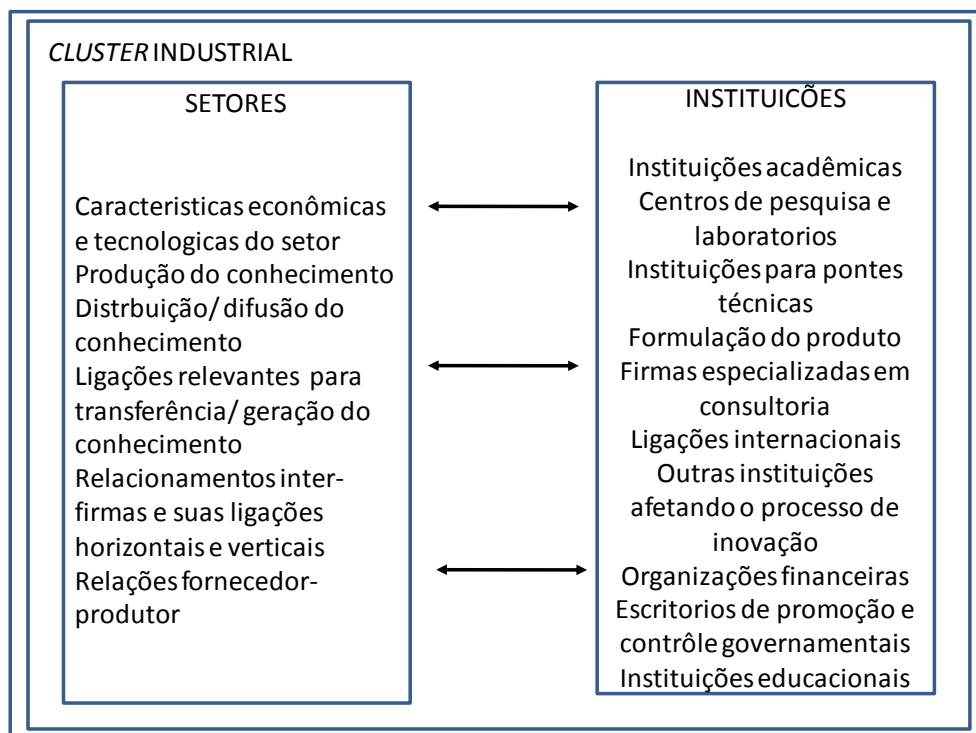 CLUSTER INDUSTRIAL
SETORES
Caracteristicas econômicas
e tecnologicas do setor
Produção do conhecimento
Distrbuição/ difusão do
conhecimento
Ligações relevantes para
transferência/ geração do
conhecimento
Relacionamentos inter-
firmas e suas ligações
horizontais e verticais
Relações fornecedor-
produtor
INSTITUICÕES
Instituições acadêmicas
Centros de pesquisa e
laboratorios
Instituições para pontes
técnicas
Formulação do produto
Firmas especializadas em
consultoria
Ligações internacionais
Outras instituições
afetando o processo de
inovação
Organizações financeiras
Escritorios de promoção e
contrôle governamentais
Instituições educacionais